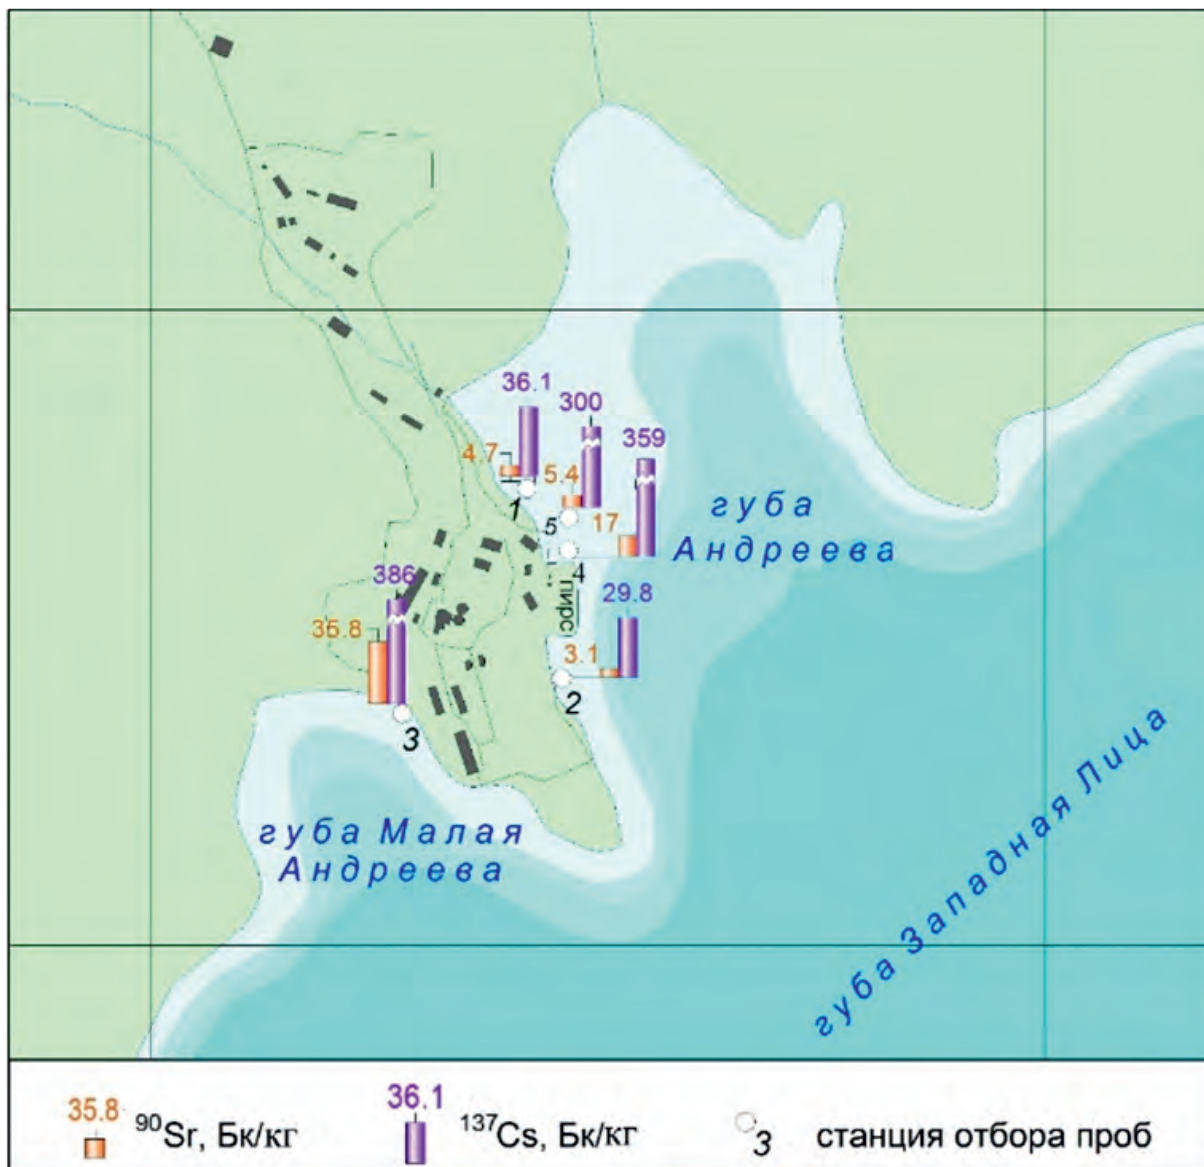 36.1
300
359
4.7
5.4
1
5
17
губа
Андреева
4
386
пирс
29.8
35.8
3.1
2
3
губа Малая
Андреева
губа Западная Лица
35.8
90Sr, Бк/кг
36.1
137Cs, Бк/кг
3
станция отбора проб